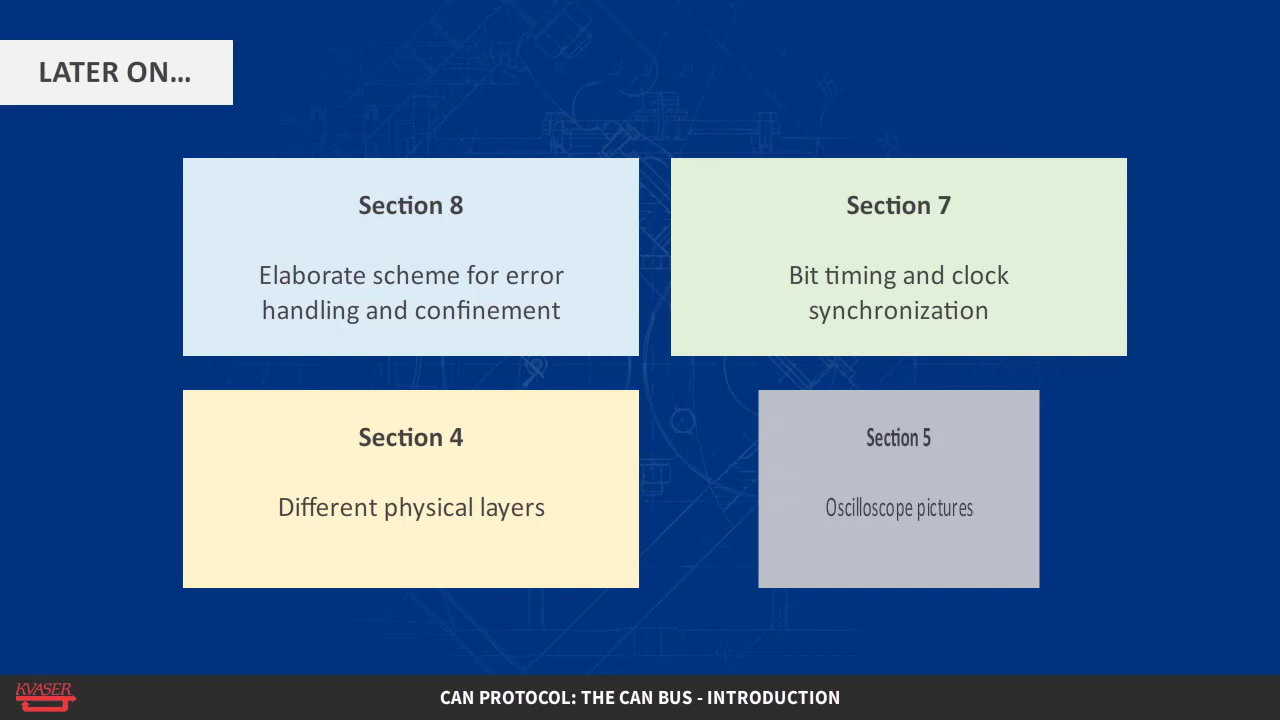 LATER ON...
Section 8
Elaborate scheme for error
handling and confinement
Section 7
Bit timing and clock
synchronization
Section 4
Different physical layers
Section 5
Oscilloscope pictures
KVASER
CAN PROTOCOL: THE CAN BUS - INTRODUCTION